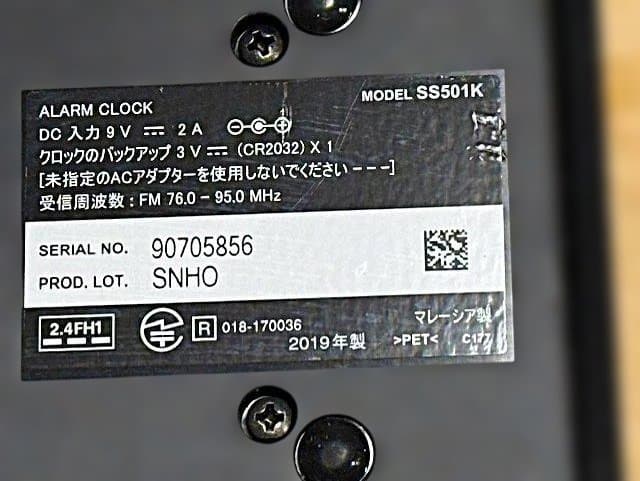 ALARM CLOCK
MODEL SS501K
DC 入力 9 V ⎓ 2 A
クロックのバックアップ 3 V ⎓ (CR2032) X 1
[未指定のACアダプターを使用しないでください－－－]
受信周波数 : FM 76.0 – 95.0 MHz
SERIAL NO. 90705856
PROD. LOT. SNHO
2.4FH1
R 018-170036
マレーシア製
2019年製 >PET< C177